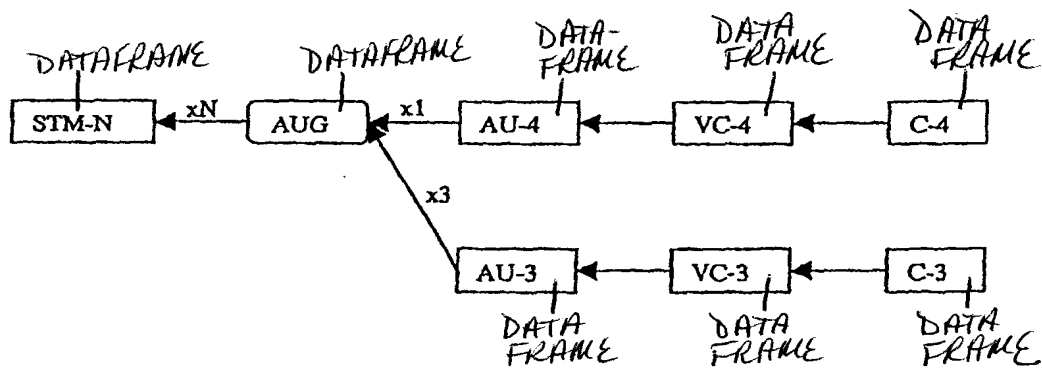 DATAFRAME DATAFRAME DATA- DATA DATA
FRAME FRAME FRAME
xN x1
STM-N AUG AU-4 VC-4 C-4
x3
AU-3 VC-3 C-3
DATA DATA DATA
FRAME FRAME FRAME